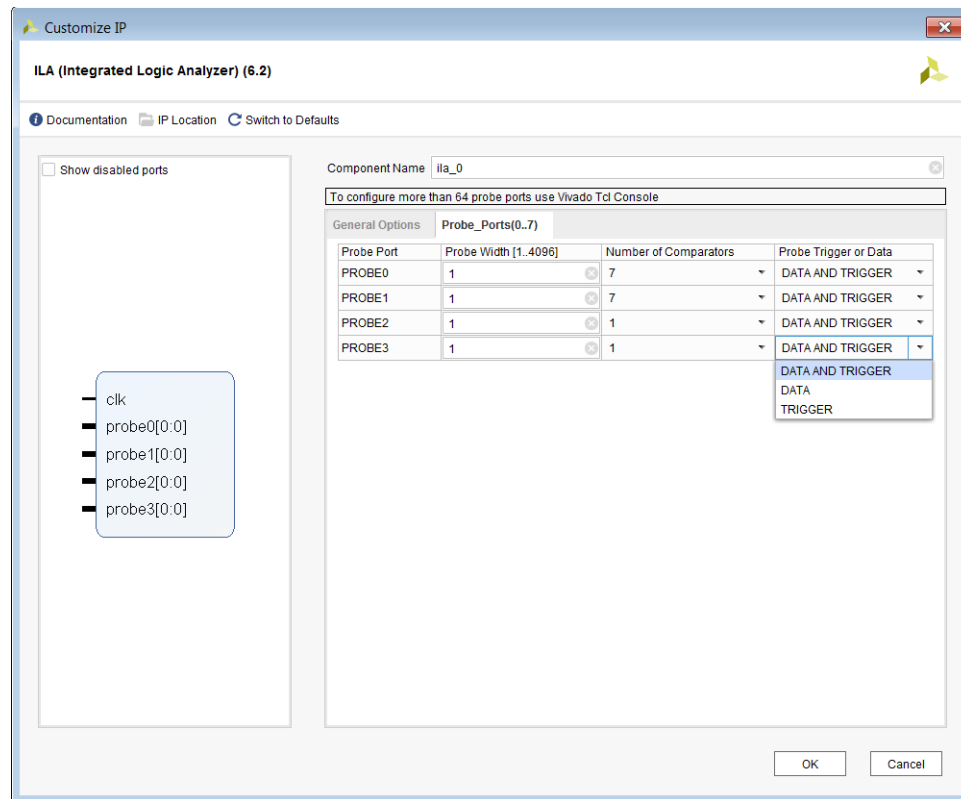 Customize IP
ILA (Integrated Logic Analyzer) (6.2)
Documentation IP Location Switch to Defaults
Show disabled ports
Component Name ila_0
To configure more than 64 probe ports use Vivado Tcl Console
General Options Probe_Ports(0..7)
Probe Port Probe Width [1..4096] Number of Comparators Probe Trigger or Data
PROBE0 1 7 DATA AND TRIGGER
PROBE1 1 7 DATA AND TRIGGER
PROBE2 1 1 DATA AND TRIGGER
PROBE3 1 1 DATA AND TRIGGER
DATA AND TRIGGER
DATA
TRIGGER
clk
probe0[0:0]
probe1[0:0]
probe2[0:0]
probe3[0:0]
OK Cancel